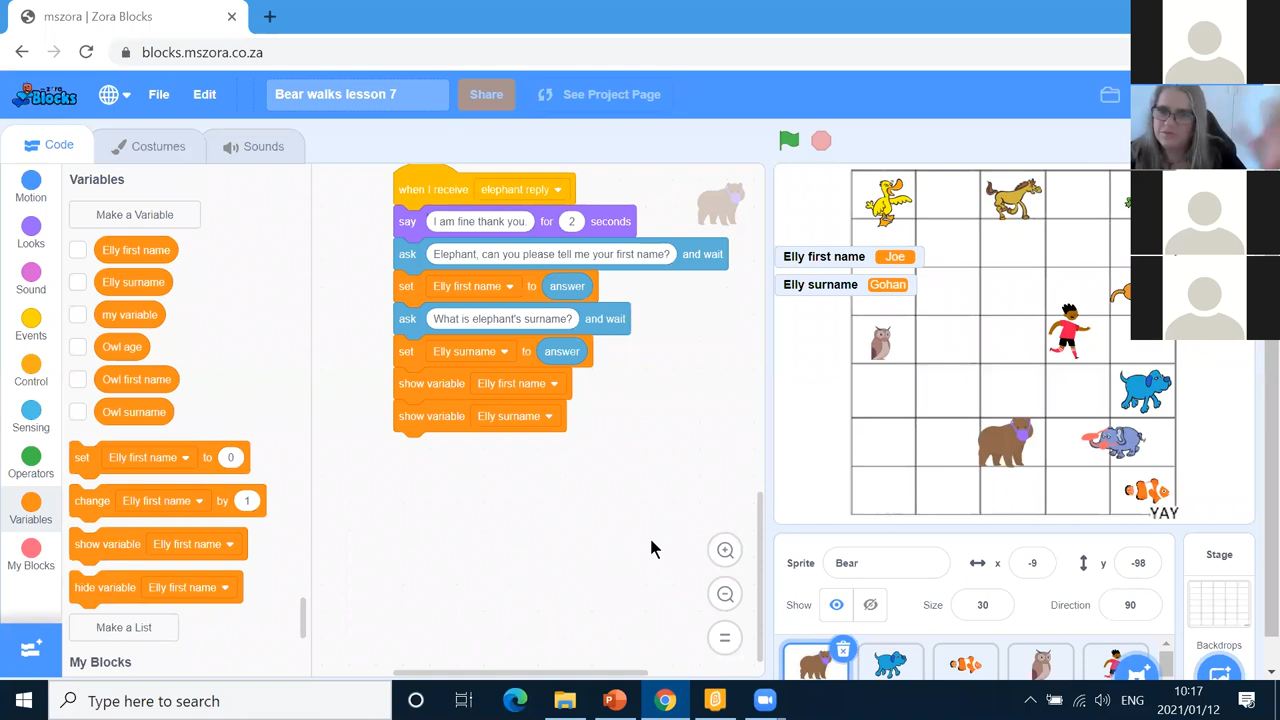 mszora | Zora Blocks
blocks.mszora.co.za
Blocks
File
Edit
Bear walks lesson 7
Share
See Project Page
Code
Costumes
Sounds
Motion
Looks
Sound
Events
Control
Sensing
Operators
Variables
My Blocks
Variables
Make a Variable
Elly first name
Elly surname
my variable
Owl age
Owl first name
Owl surname
set Elly first name to 0
change Elly first name by 1
show variable Elly first name
hide variable Elly first name
Make a List
My Blocks
when I receive elephant reply
say I am fine thank you. for 2 seconds
ask Elephant, can you please tell me your first name? and wait
set Elly first name to answer
ask What is elephant's surname? and wait
set Elly surname to answer
show variable Elly first name
show variable Elly surname
Elly first name Joe
Elly surname Gohan
YAY
Sprite Bear x -9 y -98
Show Size 30 Direction 90
Stage
Backdrops
Type here to search
ENG
10:17
2021/01/12